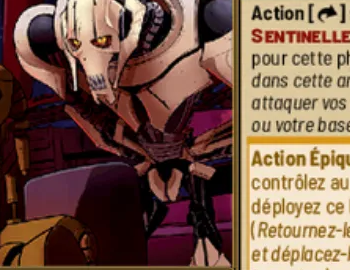 Action [
SENTINELLE
pour cette ph
dans cette ar
attaquer vos
ou votre base
Action Épiqu
contrôlez au
déployez ce l
(Retournez-le
et déplacez-l